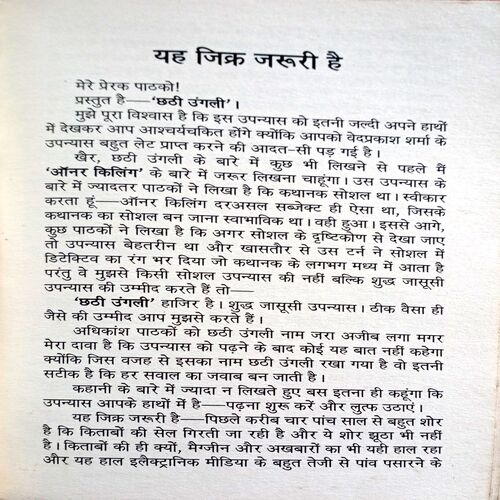 यह जिक्र जरूरी है
मेरे प्रेरक पाठको!
प्रस्तुत है—‘छठी उंगली’।
मुझे पूरा विश्वास है कि इस उपन्यास को इतनी जल्दी अपने हाथों
में देखकर आप आश्चर्यचकित होंगे क्योंकि आपको वेदप्रकाश शर्मा के
उपन्यास बहुत लेट प्राप्त करने की आदत-सी पड़ गई है।
खैर, छठी उंगली के बारे में कुछ भी लिखने से पहले मैं
‘ऑनर किलिंग’ के बारे में जरूर लिखना चाहूंगा। उस उपन्यास के
बारे में ज्यादतर पाठकों ने लिखा है कि कथानक सोशल था। स्वीकार
करता हूं—ऑनर किलिंग दरअसल सब्जेक्ट ही ऐसा था, जिसके
कथानक का सोशल बन जाना स्वाभाविक था। वही हुआ। इससे आगे,
कुछ पाठकों ने लिखा है कि अगर सोशल के दृष्टिकोण से देखा जाए
तो उपन्यास बेहतरीन था और खासतौर से उस टर्न ने सोशल में
डिटेक्टिव का रंग भर दिया जो कथानक के लगभग मध्य में आता है
परंतु वे मुझसे किसी सोशल उपन्यास की नहीं बल्कि शुद्ध जासूसी
उपन्यास की उम्मीद करते हैं तो—
‘छठी उंगली’ हाजिर है। शुद्ध जासूसी उपन्यास। ठीक वैसा ही
जैसे की उम्मीद आप मुझसे करते हैं।
अधिकांश पाठकों को छठी उंगली नाम जरा अजीब लगा मगर
मेरा दावा है कि उपन्यास को पढ़ने के बाद कोई यह बात नहीं कहेगा
क्योंकि जिस वजह से इसका नाम छठी उंगली रखा गया है वो इतनी
सटीक है कि हर सवाल का जवाब बन जाती है।
कहानी के बारे में ज्यादा न लिखते हुए बस इतना ही कहूंगा कि
उपन्यास आपके हाथों में है—पढ़ना शुरू करें और लुत्फ उठाएं।
यह जिक्र जरूरी है—पिछले करीब चार पांच साल से बहुत शोर
है कि किताबों की सेल गिरती जा रही है और ये शोर झूठा भी नहीं
है। किताबों की ही क्यों, मैग्जीन और अखबारों का भी यही हाल रहा
और यह हाल इलैक्ट्रानिक मीडिया के बहुत तेजी से पांव पसारने के